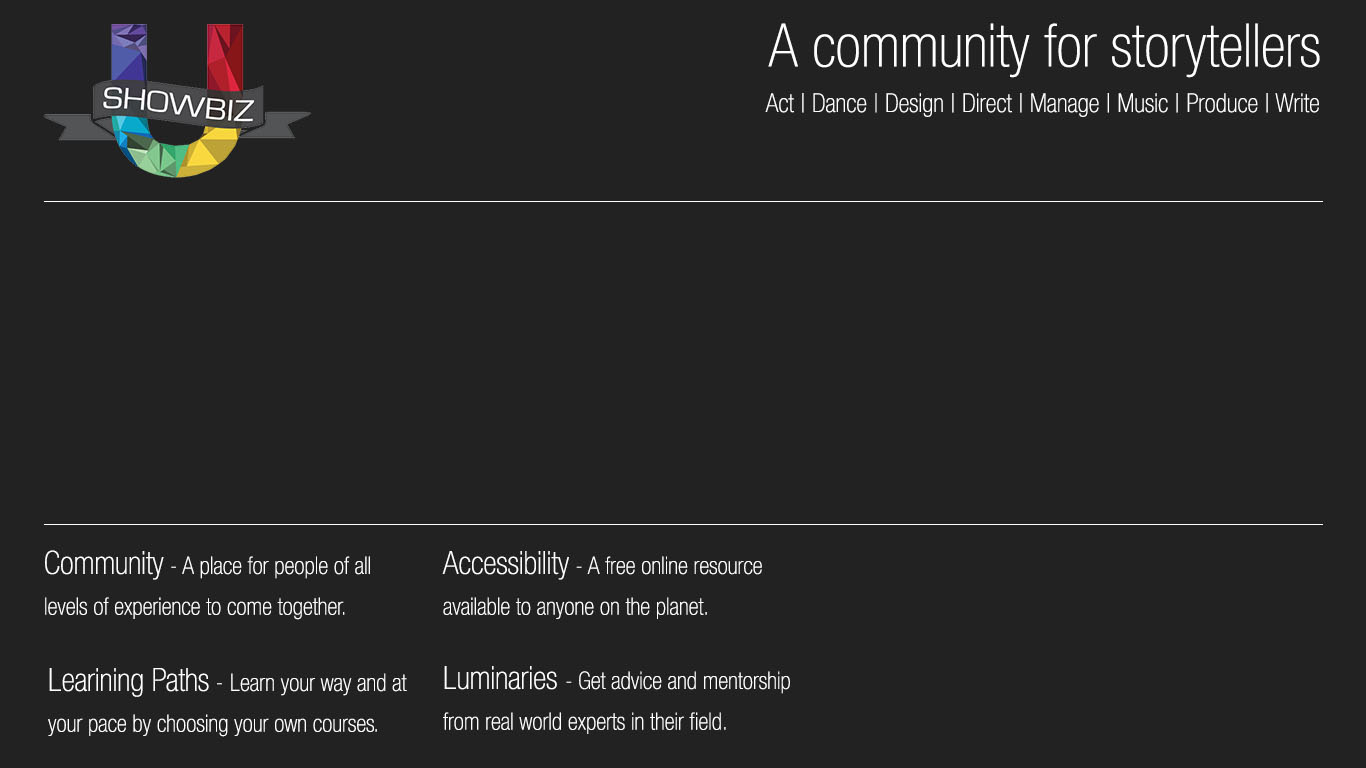 SHOWBIZ
A community for storytellers
Act | Dance | Design | Direct | Manage | Music | Produce | Write
Community - A place for people of all
levels of experience to come together.
Accessibility - A free online resource
available to anyone on the planet.
Learining Paths - Learn your way and at
your pace by choosing your own courses.
Luminaries - Get advice and mentorship
from real world experts in their field.